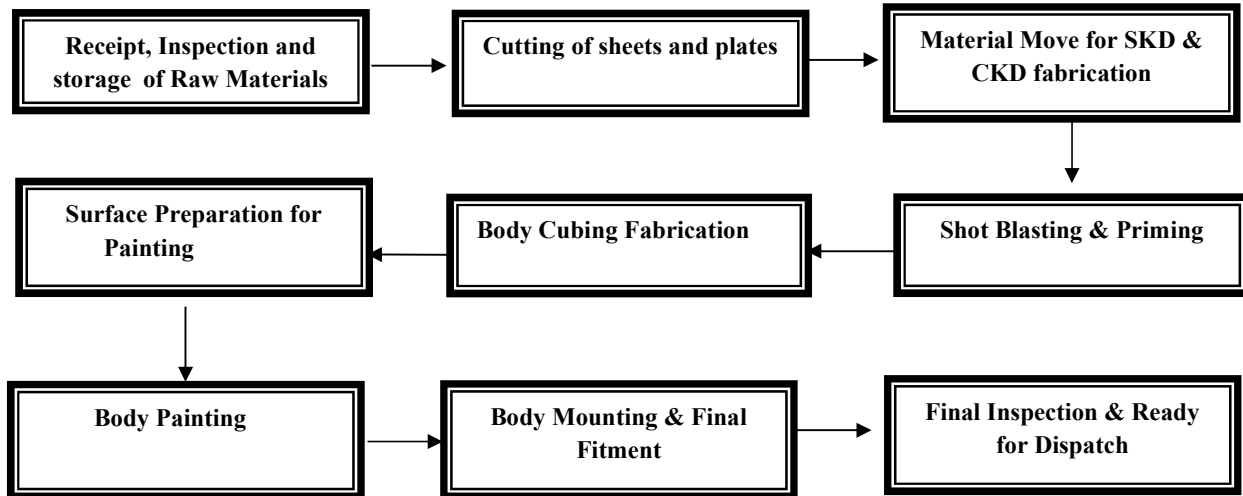 Receipt, Inspection and
storage of Raw Materials
Cutting of sheets and plates
Material Move for SKD &
CKD fabrication
Shot Blasting & Priming
Body Cubing Fabrication
Surface Preparation for
Painting
Body Painting
Body Mounting & Final
Fitment
Final Inspection & Ready
for Dispatch